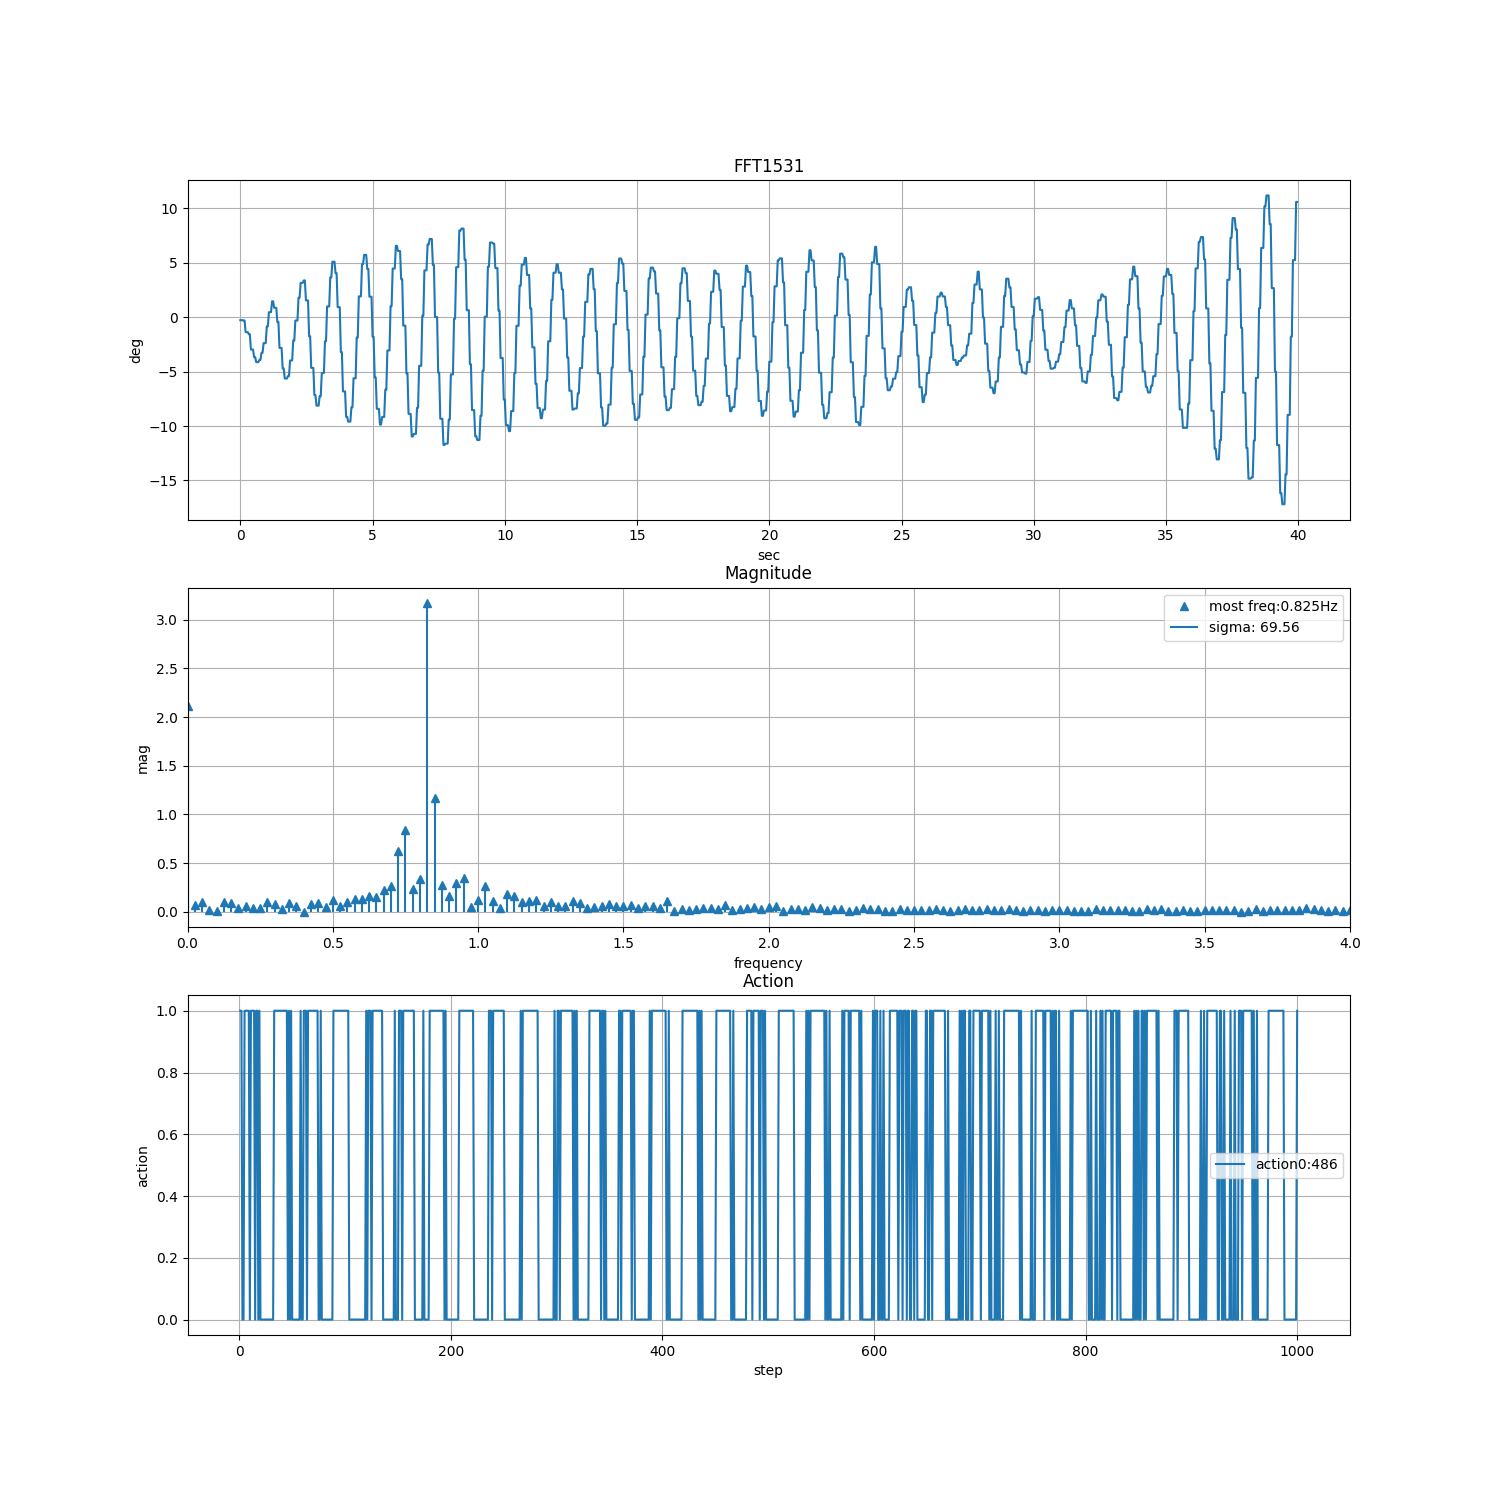 FFT1531
10
5
0
−5
−10
−15
deg
0 5 10 15 20 25 30 35 40
sec
Magnitude
most freq:0.825Hz
sigma: 69.56
3.0
2.5
2.0
1.5
1.0
0.5
0.0
mag
0.0 0.5 1.0 1.5 2.0 2.5 3.0 3.5 4.0
frequency
Action
1.0
0.8
0.6
0.4
0.2
0.0
action
action0:486
0 200 400 600 800 1000
step